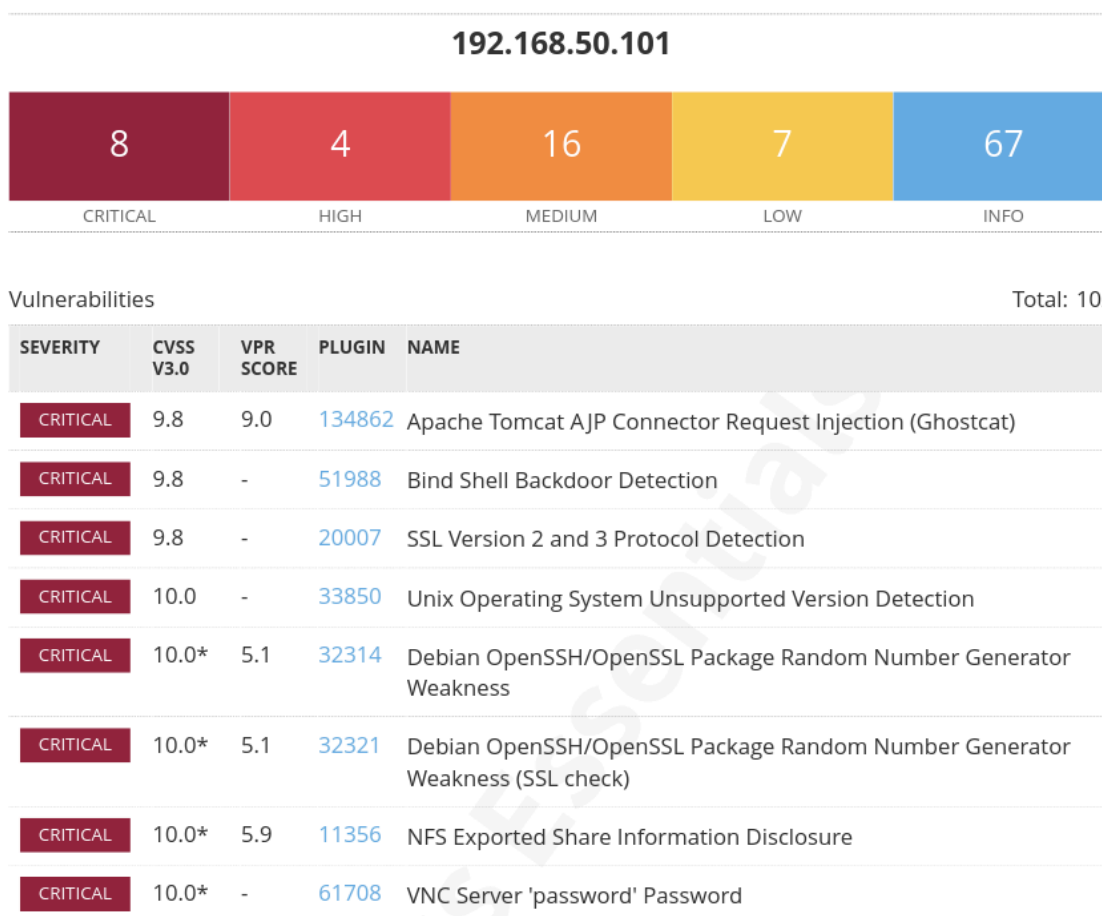 192.168.50.101
8 4 16 7 67
CRITICAL HIGH MEDIUM LOW INFO
Vulnerabilities Total: 10
SEVERITY CVSS V3.0 VPR SCORE PLUGIN NAME
CRITICAL 9.8 9.0 134862 Apache Tomcat AJP Connector Request Injection (Ghostcat)
CRITICAL 9.8 - 51988 Bind Shell Backdoor Detection
CRITICAL 9.8 - 20007 SSL Version 2 and 3 Protocol Detection
CRITICAL 10.0 - 33850 Unix Operating System Unsupported Version Detection
CRITICAL 10.0* 5.1 32314 Debian OpenSSH/OpenSSL Package Random Number Generator
Weakness
CRITICAL 10.0* 5.1 32321 Debian OpenSSH/OpenSSL Package Random Number Generator
Weakness (SSL check)
CRITICAL 10.0* 5.9 11356 NFS Exported Share Information Disclosure
CRITICAL 10.0* - 61708 VNC Server 'password' Password
s Essentials